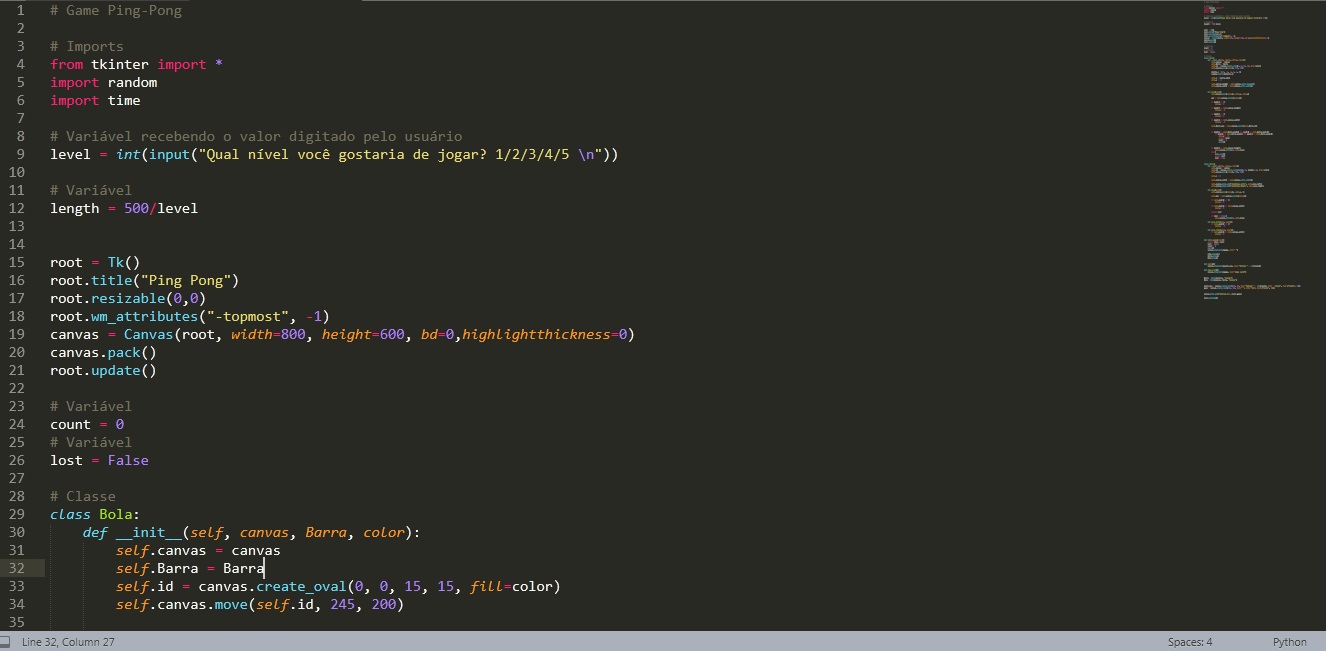 1 # Game Ping-Pong
2
3 # Imports
4 from tkinter import *
5 import random
6 import time
7
8 # Variável recebendo o valor digitado pelo usuário
9 level = int(input("Qual nível você gostaria de jogar? 1/2/3/4/5 \n"))
10
11 # Variável
12 length = 500/level
13
14
15 root = Tk()
16 root.title("Ping Pong")
17 root.resizable(0,0)
18 root.wm_attributes("-topmost", -1)
19 canvas = Canvas(root, width=800, height=600, bd=0,highlightthickness=0)
20 canvas.pack()
21 root.update()
22
23 # Variável
24 count = 0
25 # Variável
26 lost = False
27
28 # Classe
29 class Bola:
30     def __init__(self, canvas, Barra, color):
31         self.canvas = canvas
32         self.Barra = Barra
33         self.id = canvas.create_oval(0, 0, 15, 15, fill=color)
34         self.canvas.move(self.id, 245, 200)
35
Line 32, Column 27 Spaces: 4 Python